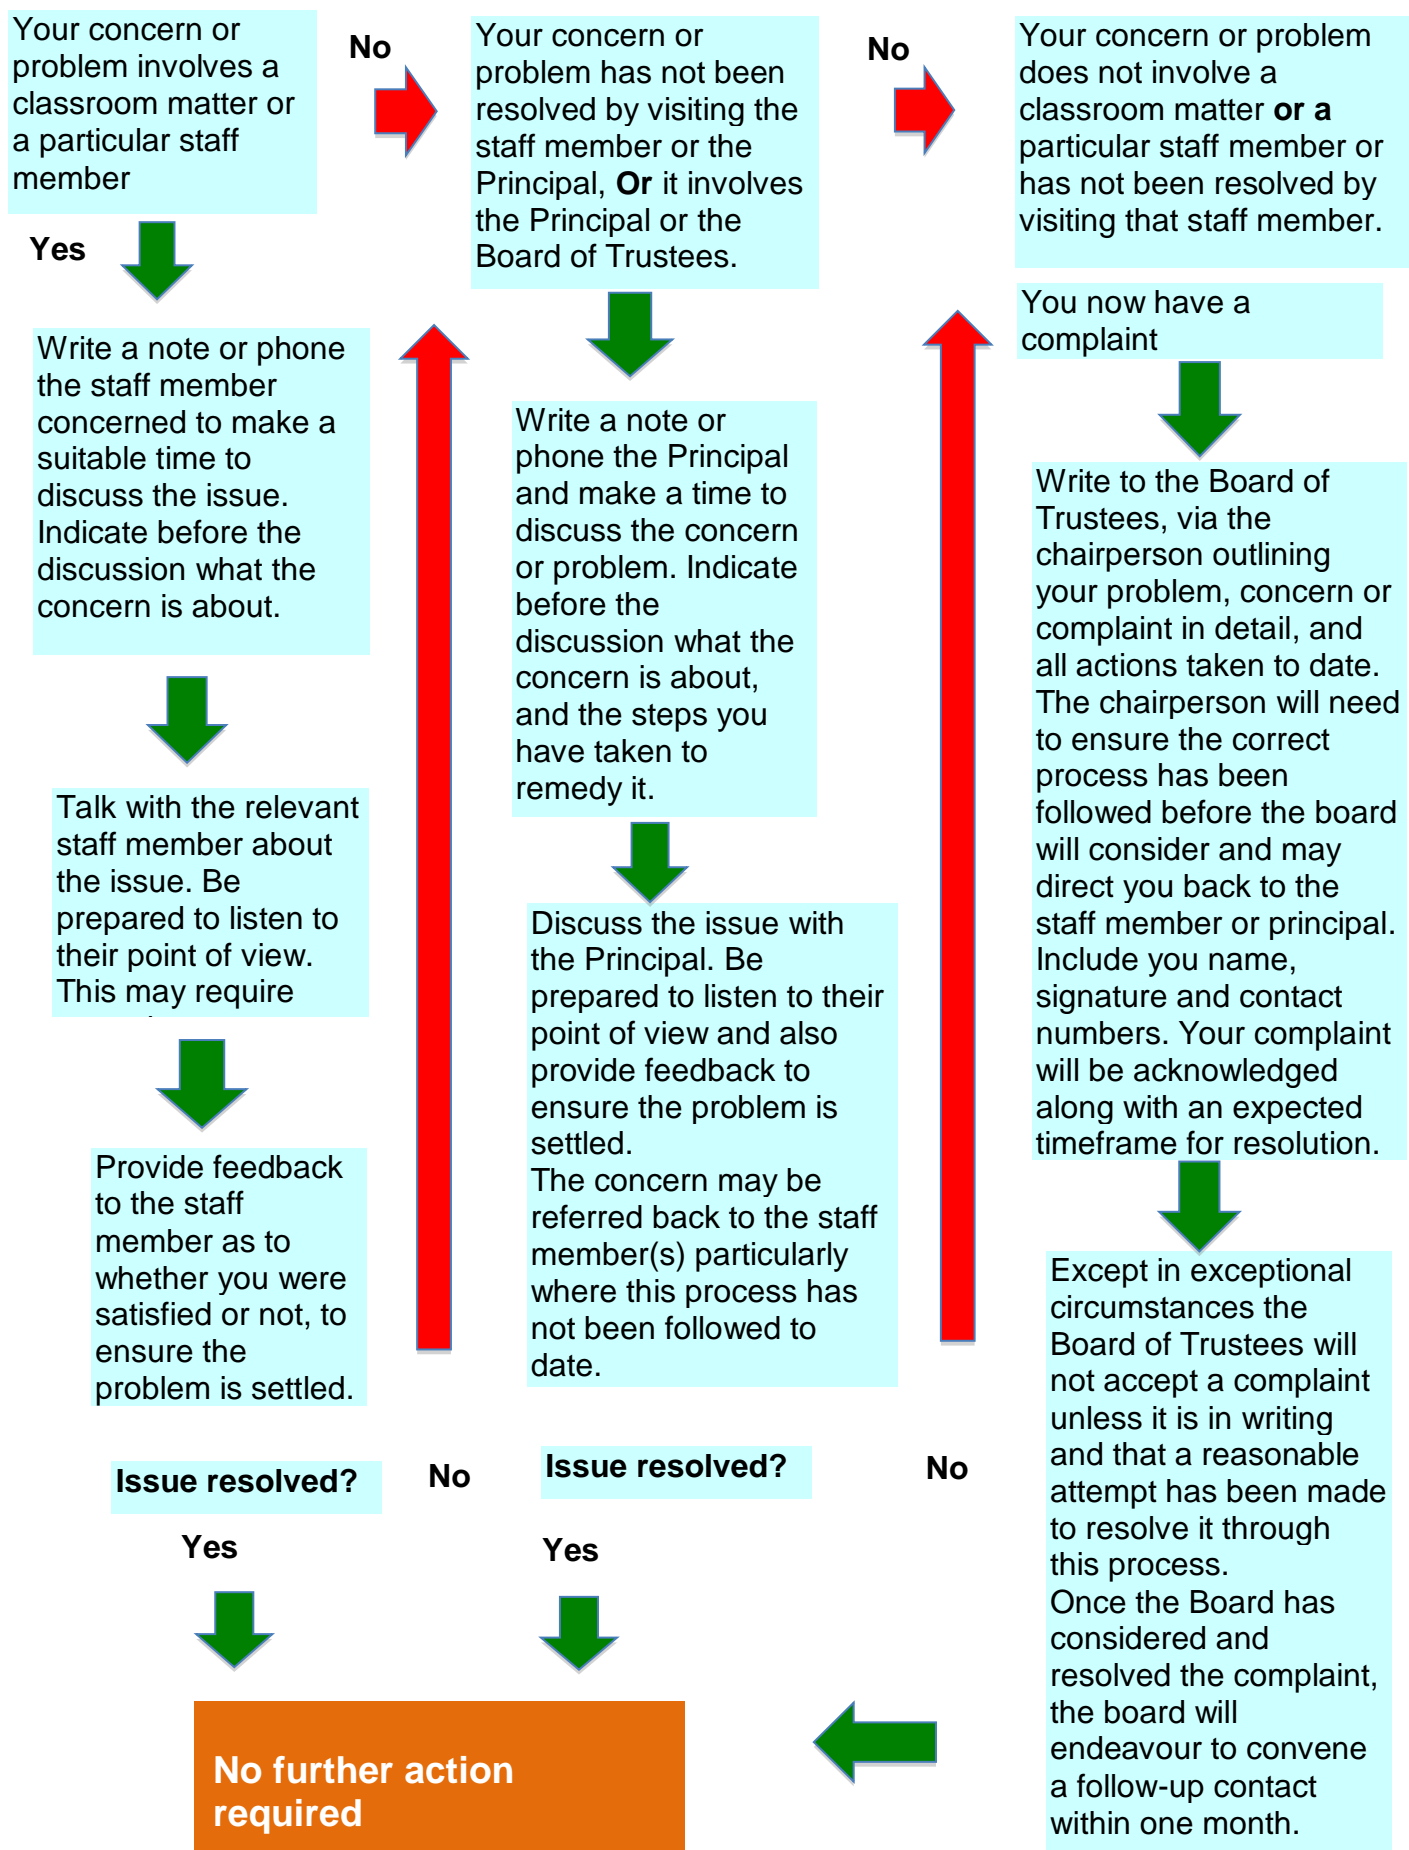 Your concern or
problem involves a
classroom matter or
a particular staff
member
No
Your concern or
problem has not been
resolved by visiting the
staff member or the
Principal, Or it involves
the Principal or the
Board of Trustees.
No
Your concern or problem
does not involve a
classroom matter or a
particular staff member or
has not been resolved by
visiting that staff member.
Yes
Write a note or phone
the staff member
concerned to make a
suitable time to
discuss the issue.
Indicate before the
discussion what the
concern is about.
Talk with the relevant
staff member about
the issue. Be
prepared to listen to
their point of view.
This may require
Provide feedback
to the staff
member as to
whether you were
satisfied or not, to
ensure the
problem is settled.
Issue resolved?
No
Yes
Write a note or
phone the Principal
and make a time to
discuss the concern
or problem. Indicate
before the
discussion what the
concern is about,
and the steps you
have taken to
remedy it.
Discuss the issue with
the Principal. Be
prepared to listen to their
point of view and also
provide feedback to
ensure the problem is
settled.
The concern may be
referred back to the staff
member(s) particularly
where this process has
not been followed to
date.
Issue resolved?
No
Yes
You now have a
complaint
Write to the Board of
Trustees, via the
chairperson outlining
your problem, concern or
complaint in detail, and
all actions taken to date.
The chairperson will need
to ensure the correct
process has been
followed before the board
will consider and may
direct you back to the
staff member or principal.
Include you name,
signature and contact
numbers. Your complaint
will be acknowledged
along with an expected
timeframe for resolution.
Except in exceptional
circumstances the
Board of Trustees will
not accept a complaint
unless it is in writing
and that a reasonable
attempt has been made
to resolve it through
this process.
Once the Board has
considered and
resolved the complaint,
the board will
endeavour to convene
a follow-up contact
within one month.
No further action
required